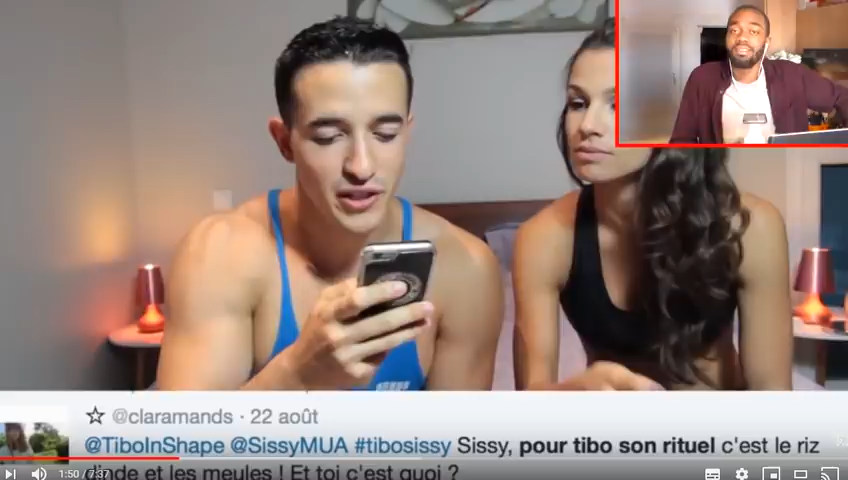 ☆ @claramands · 22 août
@TiboInShape @SissyMUA #tibosissy Sissy, pour tibo son rituel c'est le riz
dinde et les meules ! Et toi c'est quoi ?
1:50 / 7:37